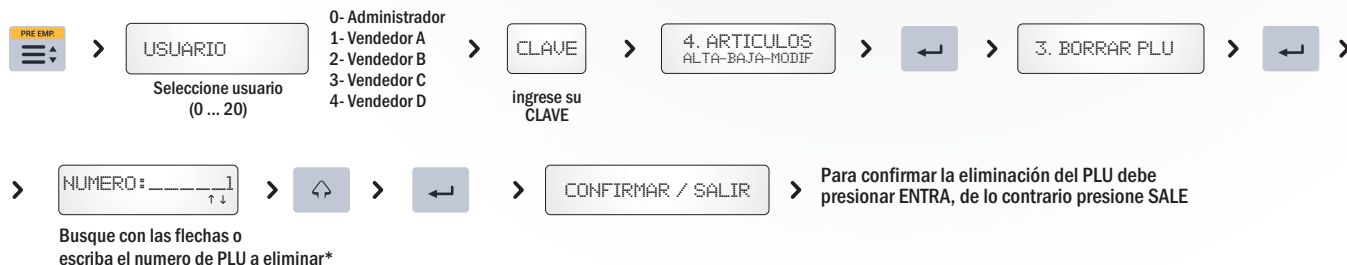 PRE EMP.
USUARIO
Seleccione usuario
(0 ... 20)
0- Administrador
1- Vendedor A
2- Vendedor B
3- Vendedor C
4- Vendedor D
CLAVE
ingrese su
CLAVE
4. ARTICULOS
ALTA-BAJA-MODIF
3. BORRAR PLU
NUMERO:_____1
↑↓
Busque con las flechas o
escriba el numero de PLU a eliminar*
CONFIRMAR / SALIR
Para confirmar la eliminación del PLU debe
presionar ENTRA, de lo contrario presione SALE